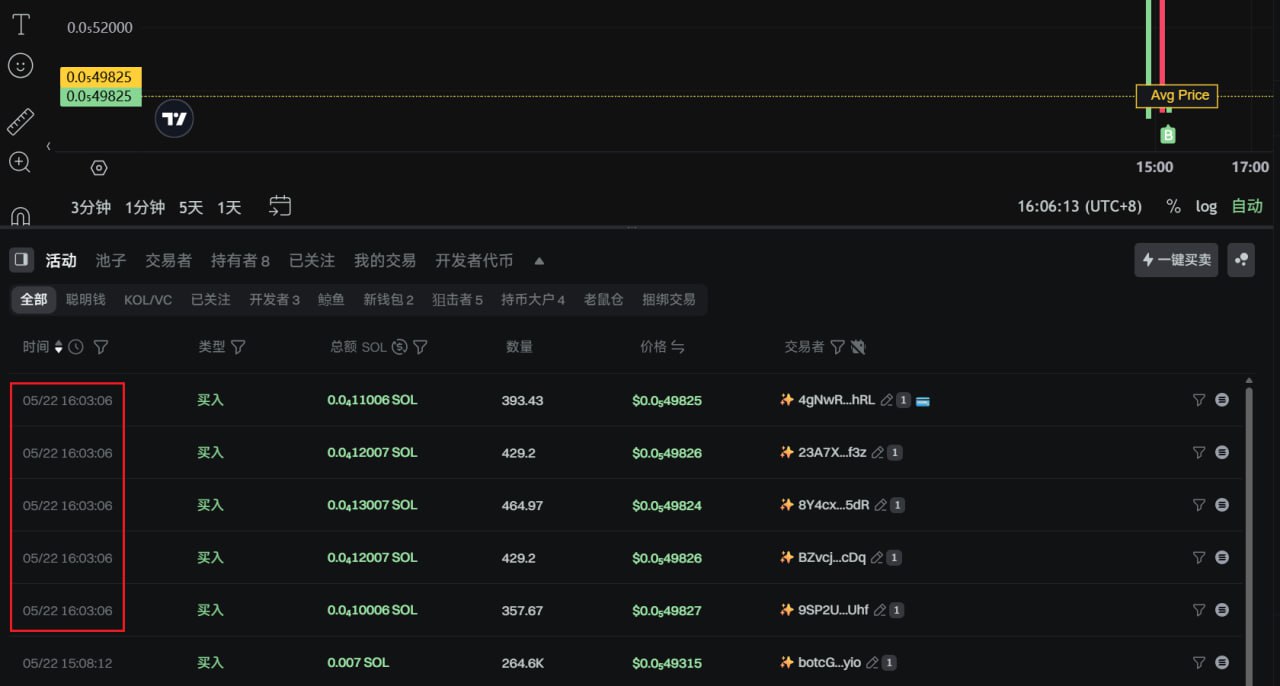 0.0₅52000
0.0₅49825
0.0₅49825
Avg Price
B
15:00 17:00
3分钟 1分钟 5天 1天 16:06:13 (UTC+8) % log 自动
活动 池子 交易者 持有者 8 已关注 我的交易 开发者代币 一键买卖
全部 聪明钱 KOL/VC 已关注 开发者 3 鲸鱼 新钱包 2 狙击者 5 持币大户 4 老鼠仓 捆绑交易
时间 类型 总额 SOL 数量 价格 交易者
05/22 16:03:06 买入 0.0₄11006 SOL 393.43 $0.0₅49825 4gNwR...hRL 1
05/22 16:03:06 买入 0.0₄12007 SOL 429.2 $0.0₅49826 23A7X...f3z 1
05/22 16:03:06 买入 0.0₄13007 SOL 464.97 $0.0₅49824 8Y4cx...5dR 1
05/22 16:03:06 买入 0.0₄12007 SOL 429.2 $0.0₅49826 BZvcj...cDq 1
05/22 16:03:06 买入 0.0₄10006 SOL 357.67 $0.0₅49827 9SP2U...Uhf 1
05/22 15:08:12 买入 0.007 SOL 264.6K $0.0₅49315 botcG...yio 1